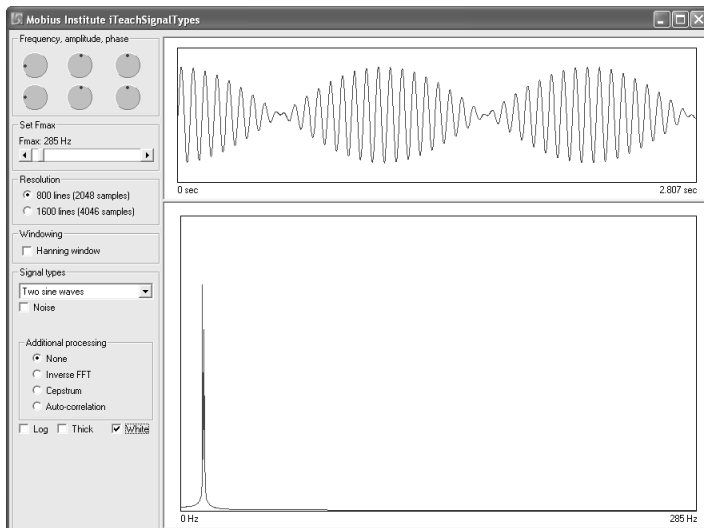 Mobius Institute iTeachSignalTypes
Frequency, amplitude, phase
Set Fmax
Fmax: 285 Hz
Resolution
800 lines (2048 samples)
1600 lines (4046 samples)
Windowing
Hanning window
Signal types
Two sine waves
Noise
Additional processing
None
Inverse FFT
Cepstrum
Auto-correlation
Log Thick White
0 sec 2.807 sec
0 Hz 285 Hz